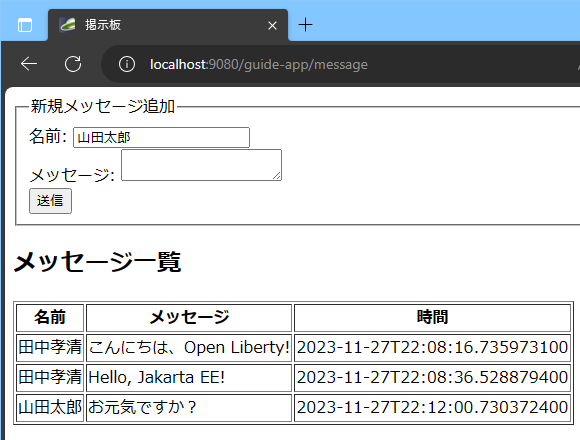 掲示板
localhost:9080/guide-app/message
新規メッセージ追加
名前: 山田太郎
メッセージ:
送信
メッセージ一覧
名前 メッセージ 時間
田中孝清 こんにちは、Open Liberty! 2023-11-27T22:08:16.735973100
田中孝清 Hello, Jakarta EE! 2023-11-27T22:08:36.528879400
山田太郎 お元気ですか？ 2023-11-27T22:12:00.730372400